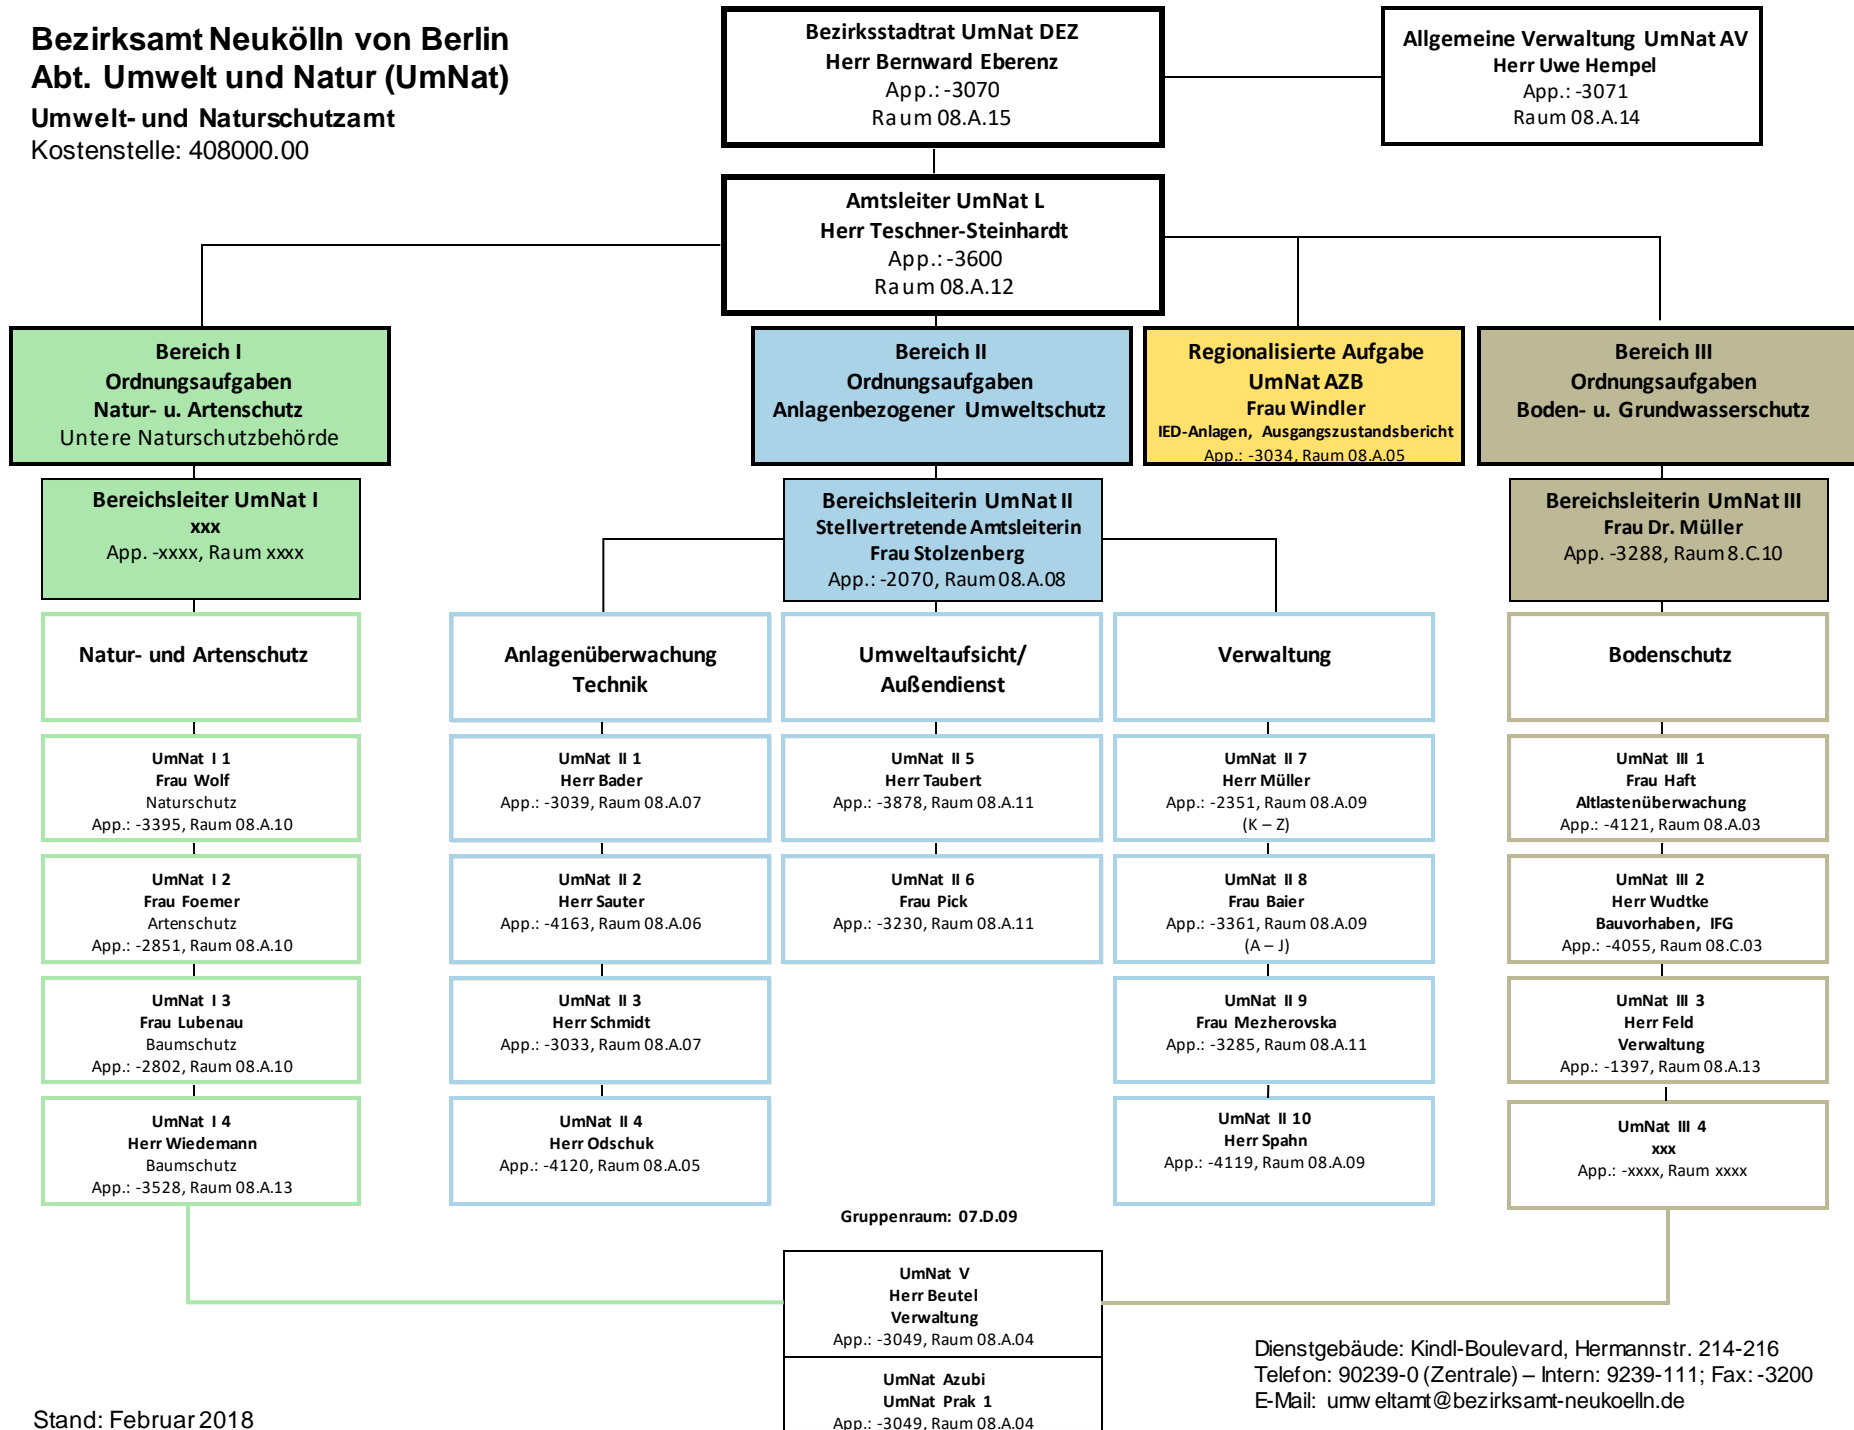 Bezirksamt Neukölln von Berlin
Abt. Umwelt und Natur (UmNat)
Umwelt- und Naturschutzamt
Kostenstelle: 408000.00
Bezirksstadtrat UmNat DEZ
Herr Bernward Eberenz
App.: -3070
Raum 08.A.15
Allgemeine Verwaltung UmNat AV
Herr Uwe Hempel
App.: -3071
Raum 08.A.14
Amtsleiter UmNat L
Herr Teschner-Steinhardt
App.: -3600
Raum 08.A.12
Bereich I
Ordnungsaufgaben
Natur- u. Artenschutz
Untere Naturschutzbehörde
Bereich II
Ordnungsaufgaben
Anlagenbezogener Umweltschutz
Regionalisierte Aufgabe
UmNat AZB
Frau Windler
IED-Anlagen, Ausgangszustandsbericht
App.: -3034, Raum 08.A.05
Bereich III
Ordnungsaufgaben
Boden- u. Grundwasserschutz
Bereichsleiter UmNat I
xxx
App. -xxxx, Raum xxxx
Bereichsleiterin UmNat II
Stellvertretende Amtsleiterin
Frau Stolzenberg
App.: -2070, Raum 08.A.08
Bereichsleiterin UmNat III
Frau Dr. Müller
App. -3288, Raum 8.C.10
Natur- und Artenschutz
Anlagenüberwachung
Technik
Umweltaufsicht/
Außendienst
Verwaltung
Bodenschutz
UmNat I 1
Frau Wolf
Naturschutz
App.: -3395, Raum 08.A.10
UmNat II 1
Herr Bader
App.: -3039, Raum 08.A.07
UmNat II 5
Herr Taubert
App.: -3878, Raum 08.A.11
UmNat II 7
Herr Müller
App.: -2351, Raum 08.A.09
(K – Z)
UmNat III 1
Frau Haft
Altlastenüberwachung
App.: -4121, Raum 08.A.03
UmNat I 2
Frau Foemer
Artenschutz
App.: -2851, Raum 08.A.10
UmNat II 2
Herr Sauter
App.: -4163, Raum 08.A.06
UmNat II 6
Frau Pick
App.: -3230, Raum 08.A.11
UmNat II 8
Frau Baier
App.: -3361, Raum 08.A.09
(A – J)
UmNat III 2
Herr Wudtke
Bauvorhaben, IFG
App.: -4055, Raum 08.C.03
UmNat I 3
Frau Lubenau
Baumschutz
App.: -2802, Raum 08.A.10
UmNat II 3
Herr Schmidt
App.: -3033, Raum 08.A.07
UmNat II 9
Frau Mezherovska
App.: -3285, Raum 08.A.11
UmNat III 3
Herr Feld
Verwaltung
App.: -1397, Raum 08.A.13
UmNat I 4
Herr Wiedemann
Baumschutz
App.: -3528, Raum 08.A.13
UmNat II 4
Herr Odschuk
App.: -4120, Raum 08.A.05
UmNat II 10
Herr Spahn
App.: -4119, Raum 08.A.09
UmNat III 4
xxx
App.: -xxxx, Raum xxxx
Gruppenraum: 07.D.09
UmNat V
Herr Beutel
Verwaltung
App.: -3049, Raum 08.A.04
UmNat Azubi
UmNat Prak 1
App.: -3049, Raum 08.A.04
Dienstgebäude: Kindl-Boulevard, Hermannstr. 214-216
Telefon: 90239-0 (Zentrale) – Intern: 9239-111; Fax: -3200
E-Mail: umweltamt@bezirksamt-neukoelln.de
Stand: Februar 2018